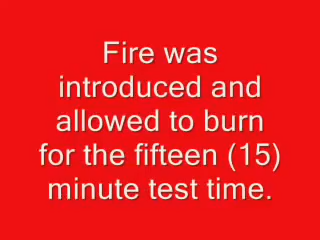 Fire was
introduced and
allowed to burn
for the fifteen (15)
minute test time.